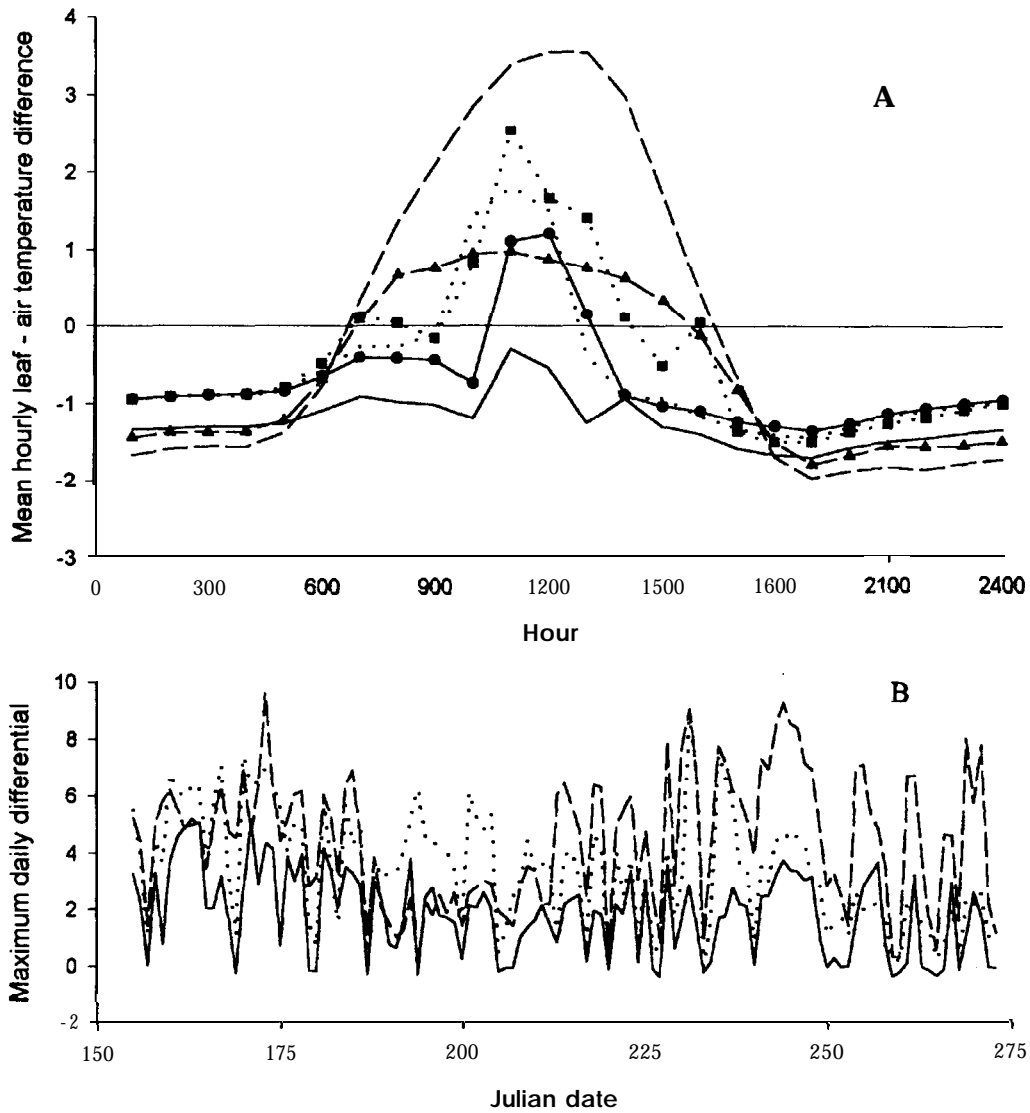 Mean hourly leaf - air temperature difference
4
3
2
1
0
-1
-2
-3
A
0 300 600 900 1200 1500 1600 2100 2400
Hour
Maximum daily differential
10
8
6
4
2
0
-2
B
150 175 200 225 250 275
Julian date